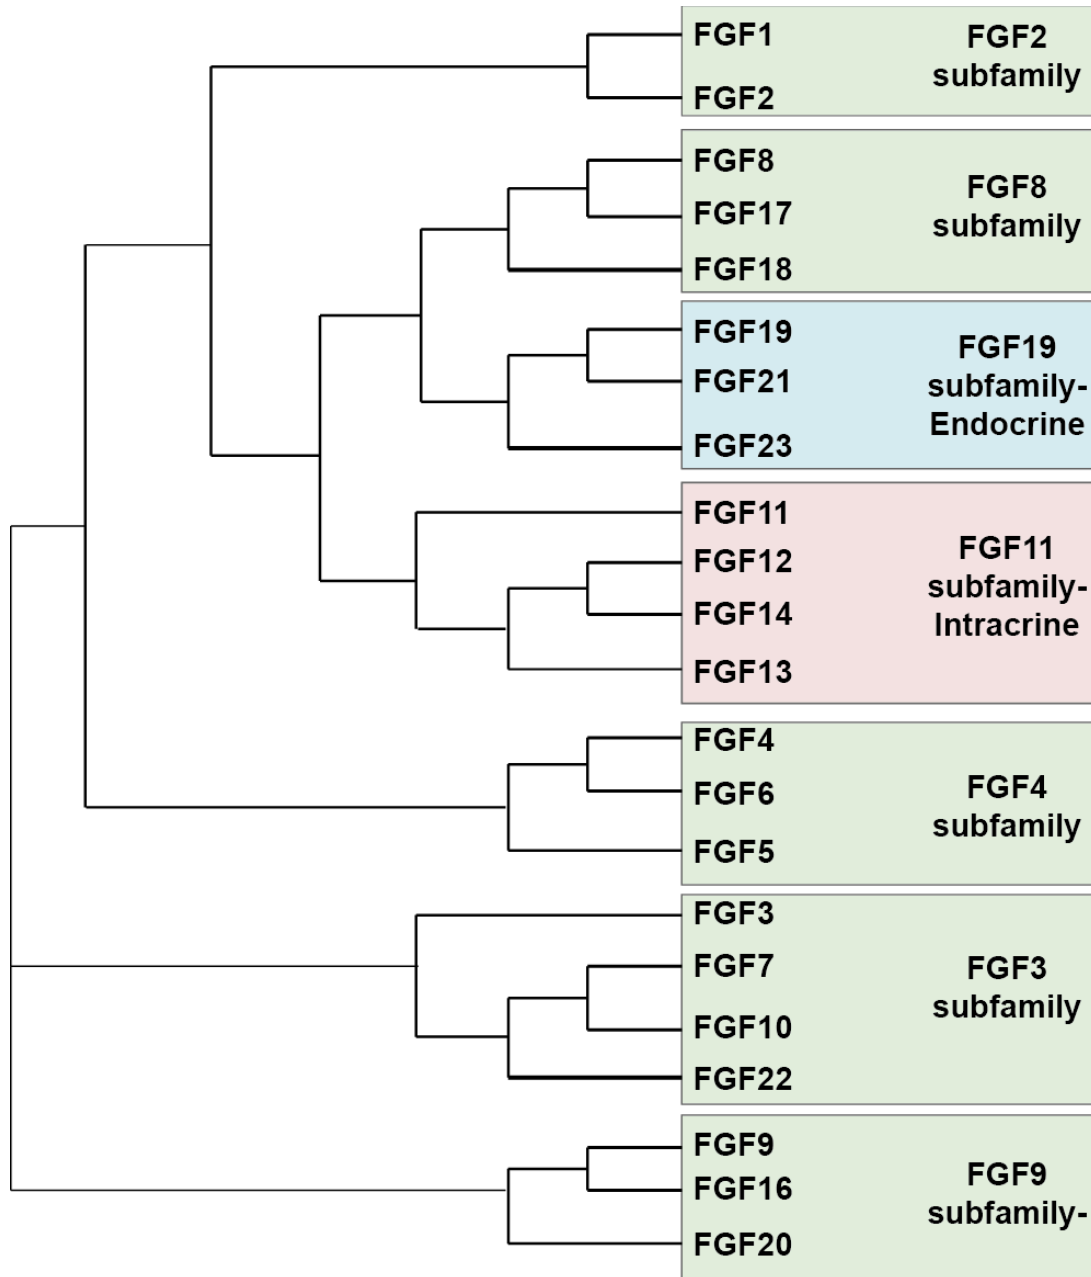 FGF1
FGF2
FGF2
subfamily
FGF8
FGF17
FGF18
FGF8
subfamily
FGF19
FGF21
FGF23
FGF19
subfamily-
Endocrine
FGF11
FGF12
FGF14
FGF13
FGF11
subfamily-
Intracrine
FGF4
FGF6
FGF5
FGF4
subfamily
FGF3
FGF7
FGF10
FGF22
FGF3
subfamily
FGF9
FGF16
FGF20
FGF9
subfamily-